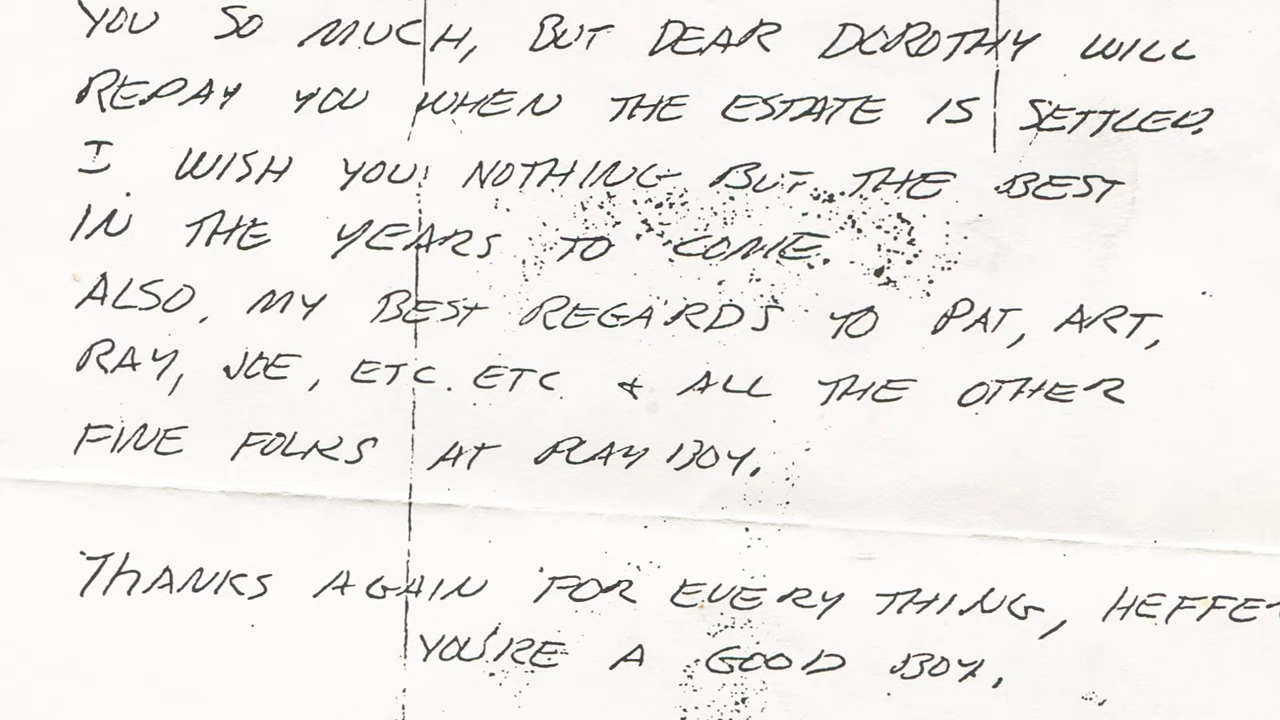 YOU SO MUCH, BUT DEAR DOROTHY WILL
REPAY YOU WHEN THE ESTATE IS SETTLED.
I WISH YOU NOTHING BUT THE BEST
IN THE YEARS TO COME.
ALSO, MY BEST REGARDS TO PAT, ART,
RAY, JOE, ETC. ETC & ALL THE OTHER
FINE FOLKS AT PLAYBOY.
THANKS AGAIN FOR EVERY THING, HEFFE
YOU'RE A GOOD BOY.